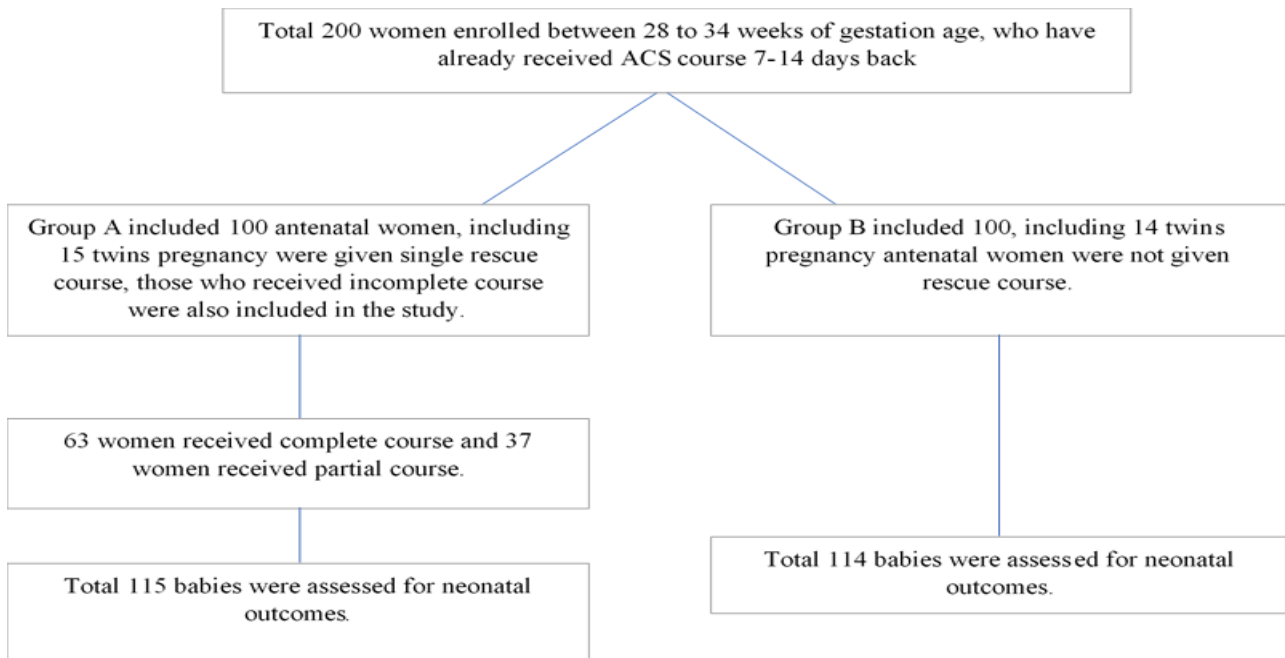 Total 200 women enrolled between 28 to 34 weeks of gestation age, who have
already received ACS course 7-14 days back
Group A included 100 antenatal women, including
15 twins pregnancy were given single rescue
course, those who received incomplete course
were also included in the study.
Group B included 100, including 14 twins
pregnancy antenatal women were not given
rescue course.
63 women received complete course and 37
women received partial course.
Total 115 babies were assessed for neonatal
outcomes.
Total 114 babies were assessed for neonatal
outcomes.